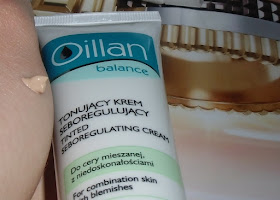 Oillan
balance
TONUJĄCY KREM
SEBOREGULUJĄCY
TINTED
SEBOREGULATING CREAM
Do cery mieszanej,
z niedoskonałościami
For combination skin
with blemishes